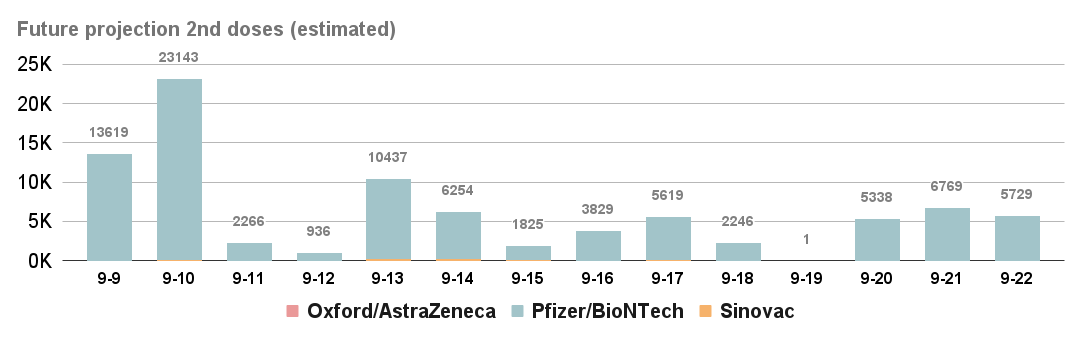 Future projection 2nd doses (estimated)
25K
20K
15K
10K
5K
0K
13619
23143
2266
936
10437
6254
1825
3829
5619
2246
1
5338
6769
5729
9-9 9-10 9-11 9-12 9-13 9-14 9-15 9-16 9-17 9-18 9-19 9-20 9-21 9-22
Oxford/AstraZeneca Pfizer/BioNTech Sinovac